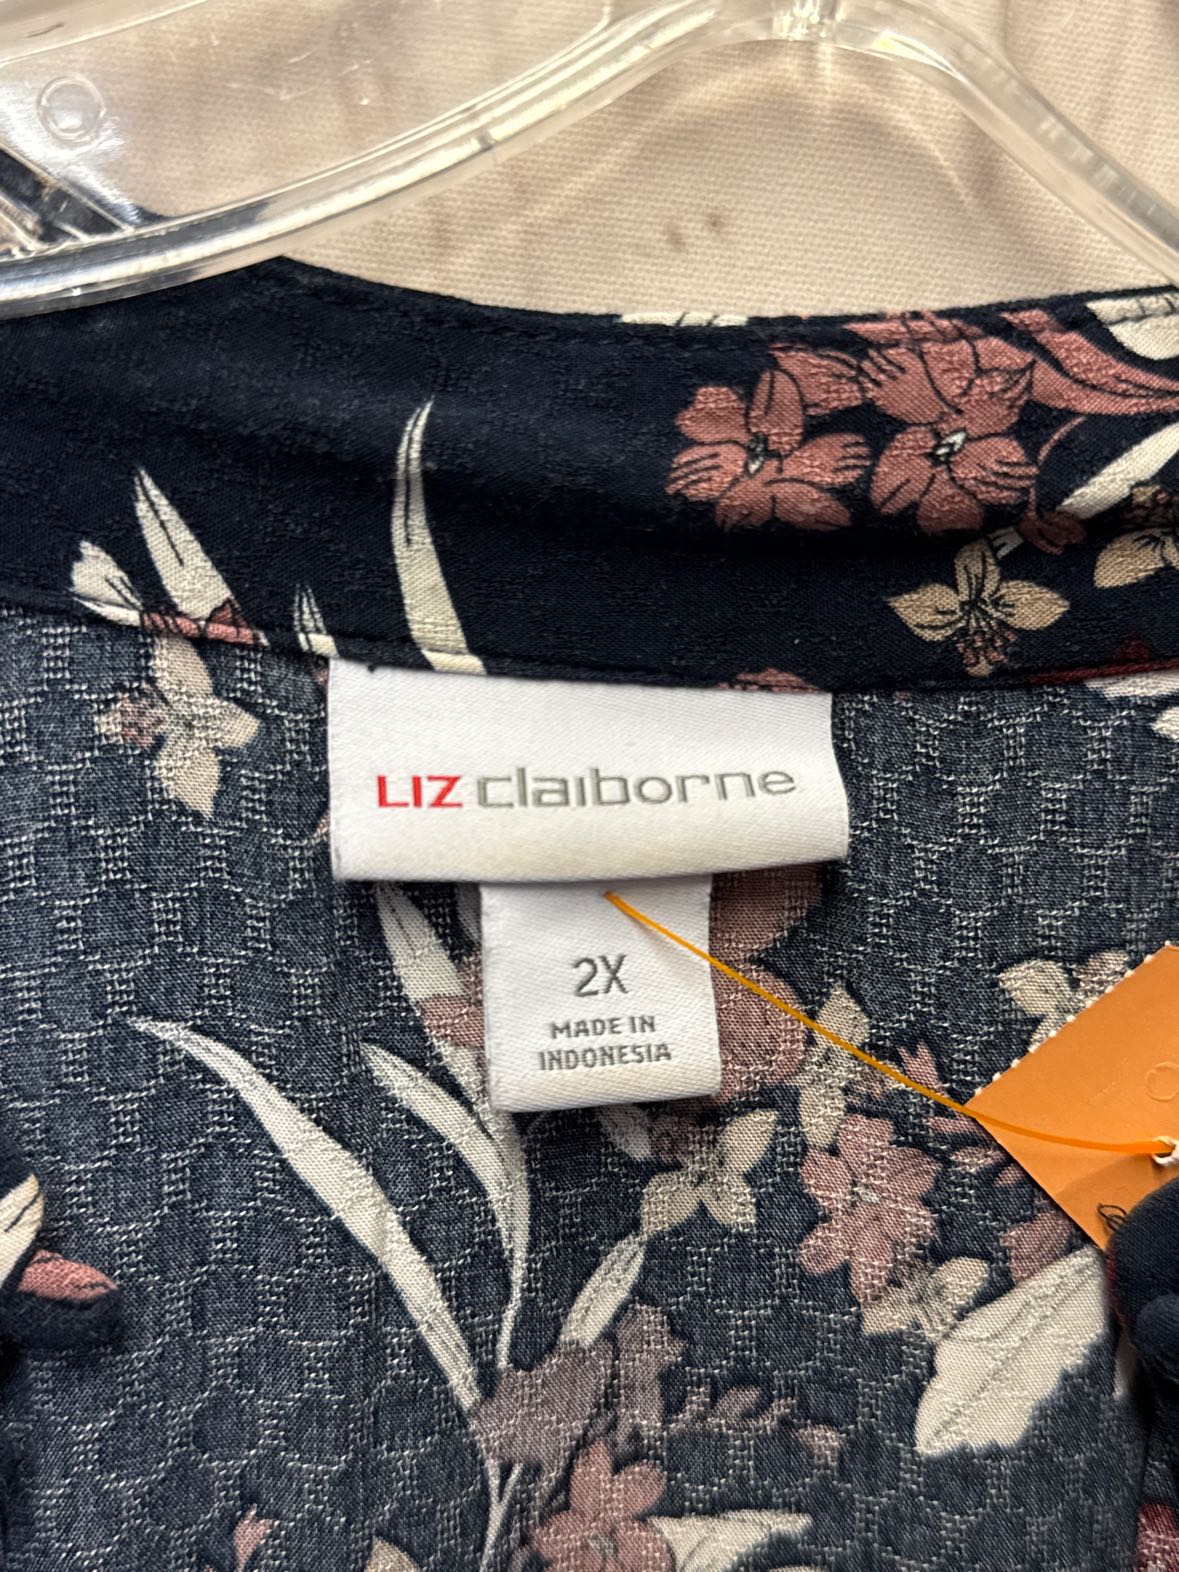 LIZ claiborne
2X
MADE IN
INDONESIA